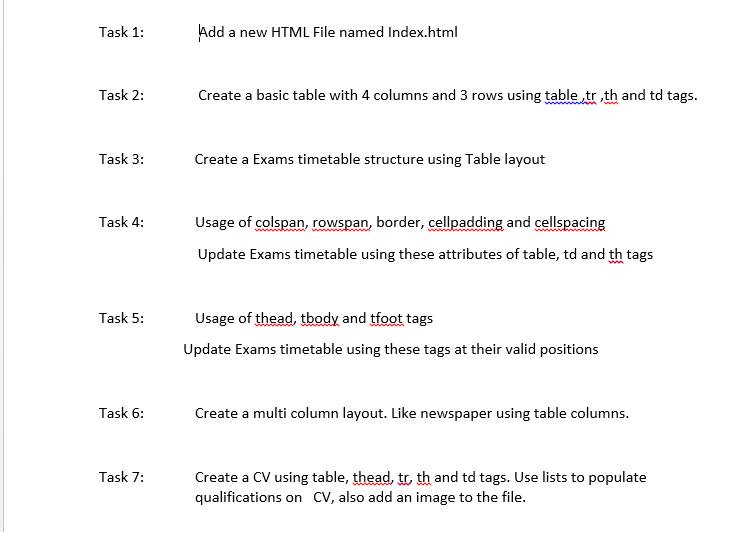 Task 1: Add a new HTML File named Index.html
Task 2: Create a basic table with 4 columns and 3 rows using table ,tr ,th and td tags.
Task 3: Create a Exams timetable structure using Table layout
Task 4: Usage of colspan, rowspan, border, cellpadding and cellspacing
Update Exams timetable using these attributes of table, td and th tags
Task 5: Usage of thead, tbody and tfoot tags
Update Exams timetable using these tags at their valid positions
Task 6: Create a multi column layout. Like newspaper using table columns.
Task 7: Create a CV using table, thead, tr, th and td tags. Use lists to populate
qualifications on CV, also add an image to the file.